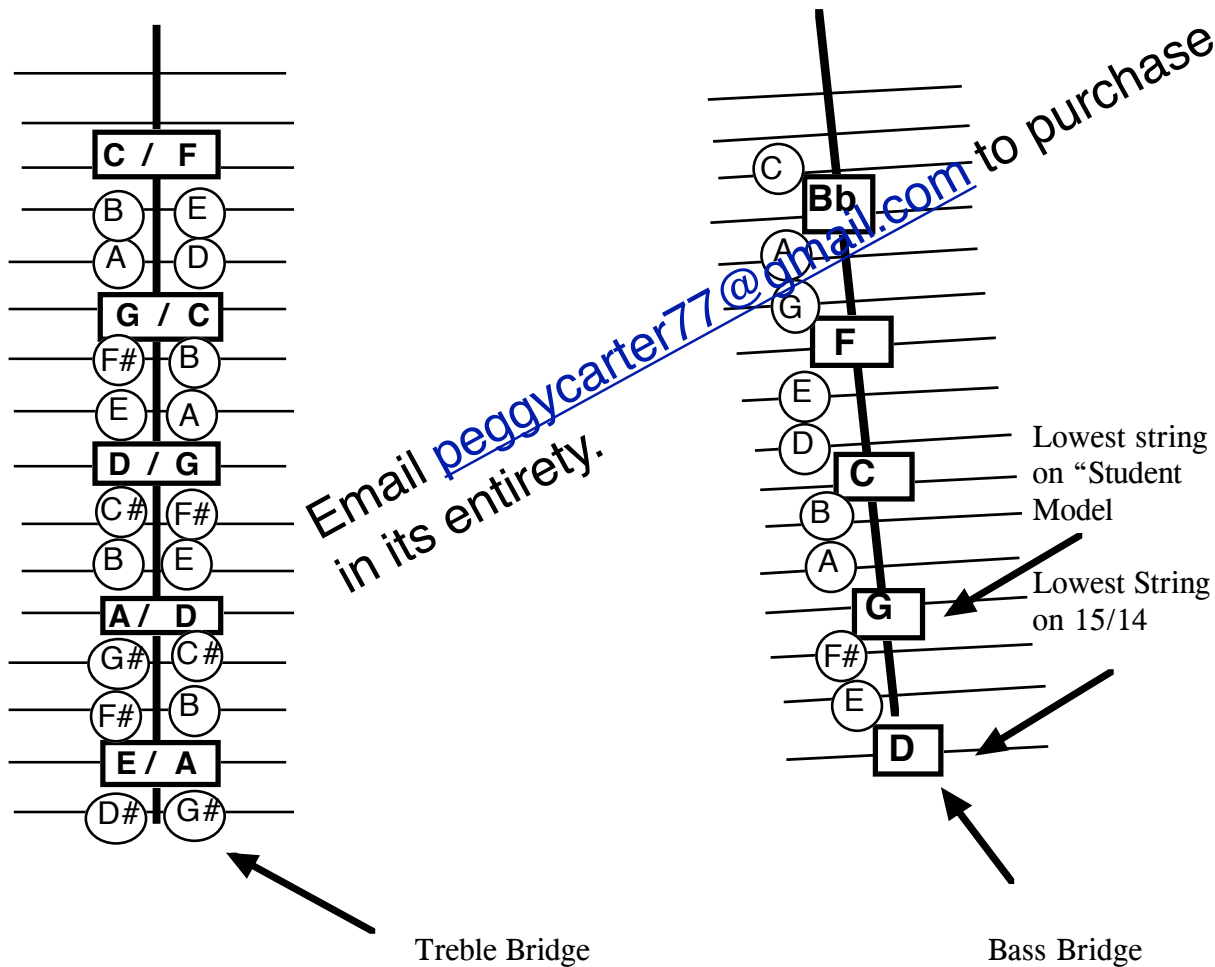 C / F
B E
A D
G / C
F# B
E A
D / G
C# F#
B E
A / D
G# C#
F# B
E / A
D# G#
Treble Bridge
Email peggycarter77@gmail.com to purchase
in its entirety.
C
Bb
A
G
F
E
D
C
B
A
G
F#
E
D
Lowest string
on “Student
Model
Lowest String
on 15/14
Bass Bridge